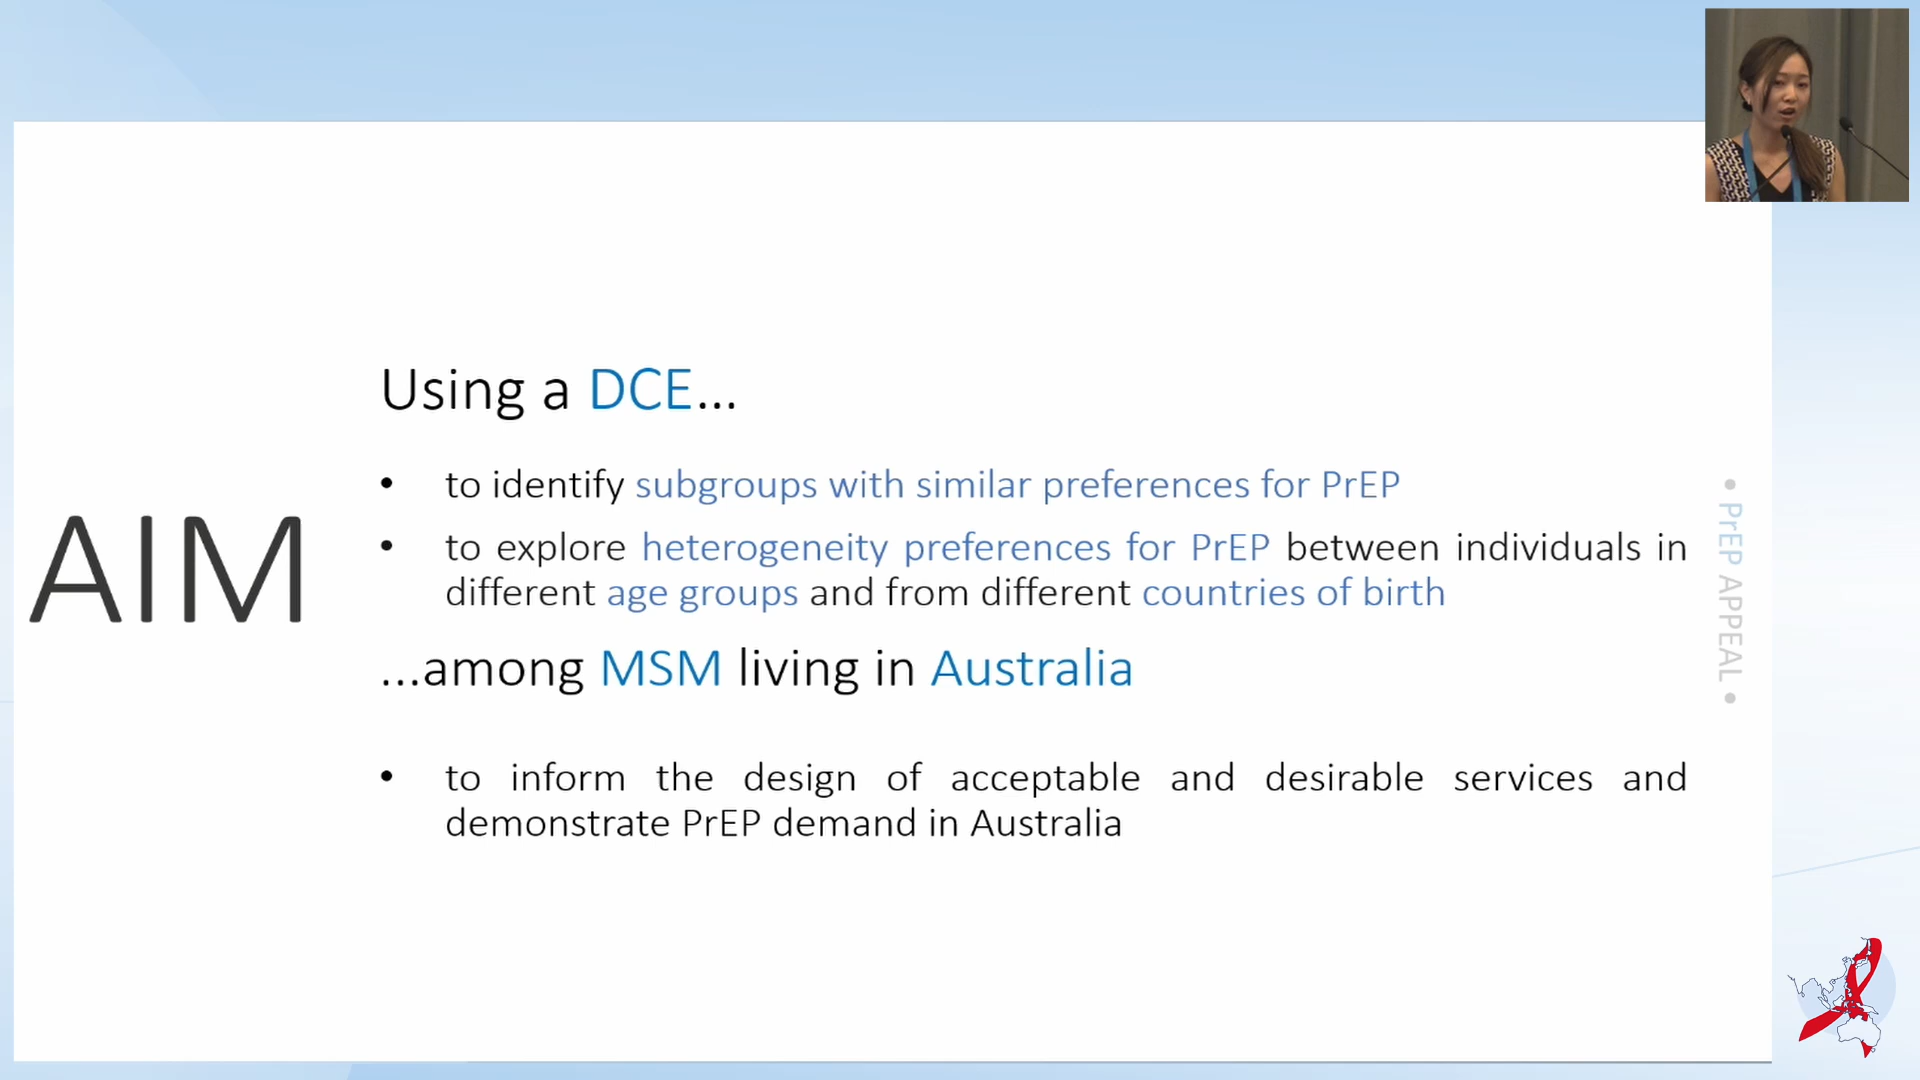 AIM
Using a DCE...
• to identify subgroups with similar preferences for PrEP
• to explore heterogeneity preferences for PrEP between individuals in
different age groups and from different countries of birth
...among MSM living in Australia
• to inform the design of acceptable and desirable services and
demonstrate PrEP demand in Australia
• PrEP APPEAL •